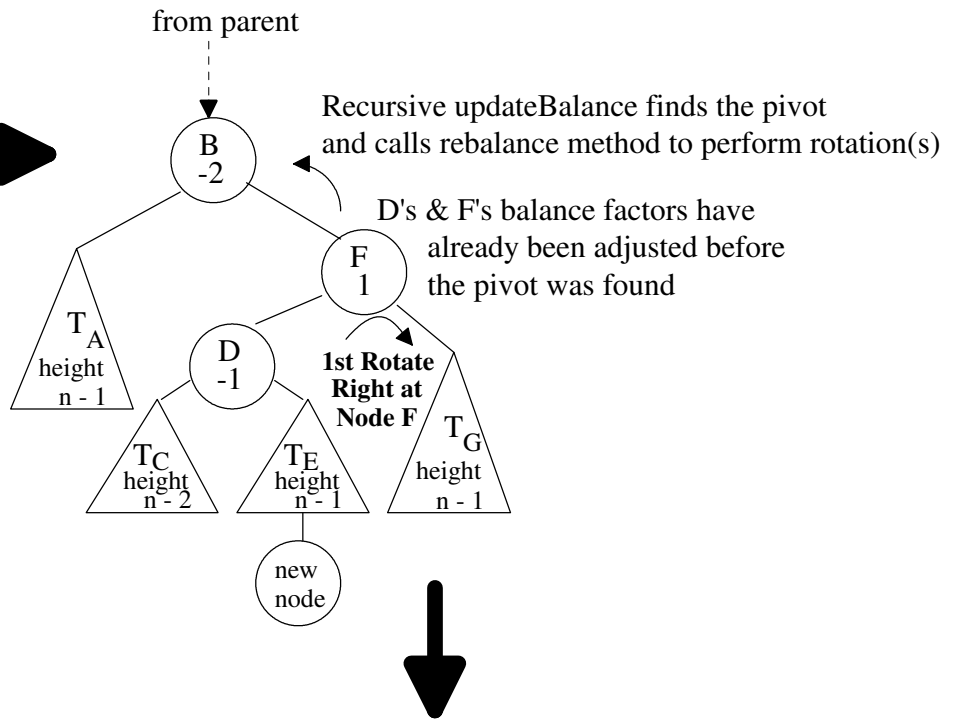 from parent
Recursive updateBalance finds the pivot
and calls rebalance method to perform rotation(s)
B
-2
D's & F's balance factors have
already been adjusted before
the pivot was found
F
1
T A
height
n - 1
D
-1
1st Rotate
Right at
Node F
T C
height
n - 2
T E
height
n - 1
T G
height
n - 1
new
node